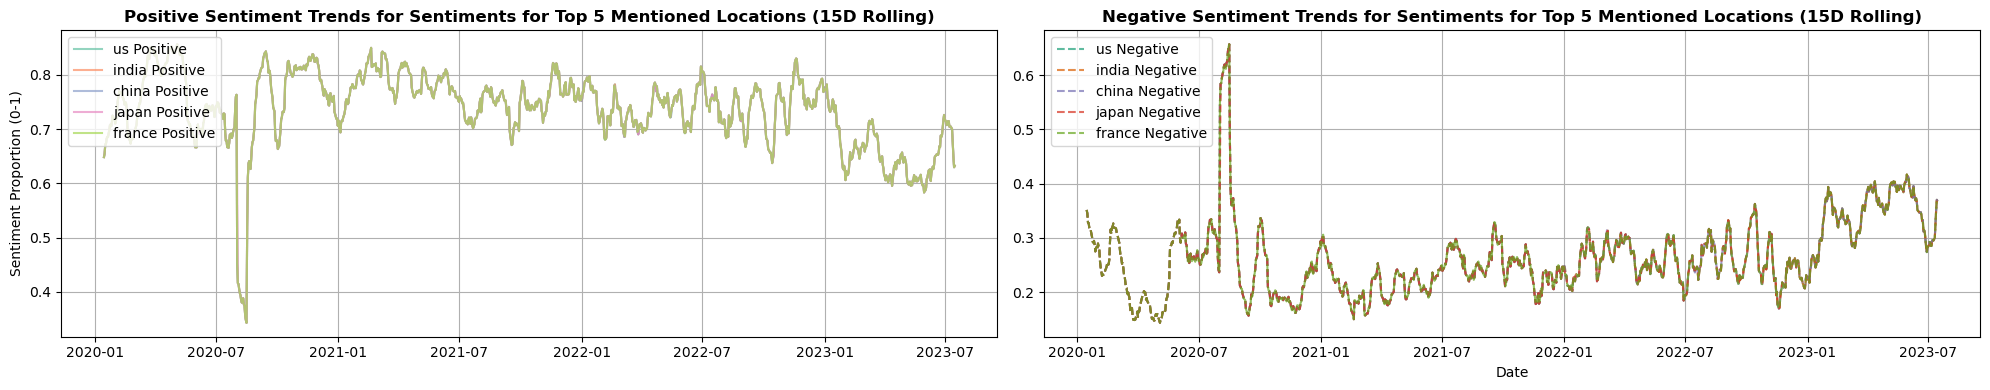 Positive Sentiment Trends for Sentiments for Top 5 Mentioned Locations (15D Rolling)
us Positive
india Positive
china Positive
japan Positive
france Positive
Sentiment Proportion (0-1)
0.8
0.7
0.6
0.5
0.4
2020-01
2020-07
2021-01
2021-07
2022-01
2022-07
2023-01
2023-07
Negative Sentiment Trends for Sentiments for Top 5 Mentioned Locations (15D Rolling)
us Negative
india Negative
china Negative
japan Negative
france Negative
0.6
0.5
0.4
0.3
0.2
2020-01
2020-07
2021-01
2021-07
2022-01
2022-07
2023-01
2023-07
Date